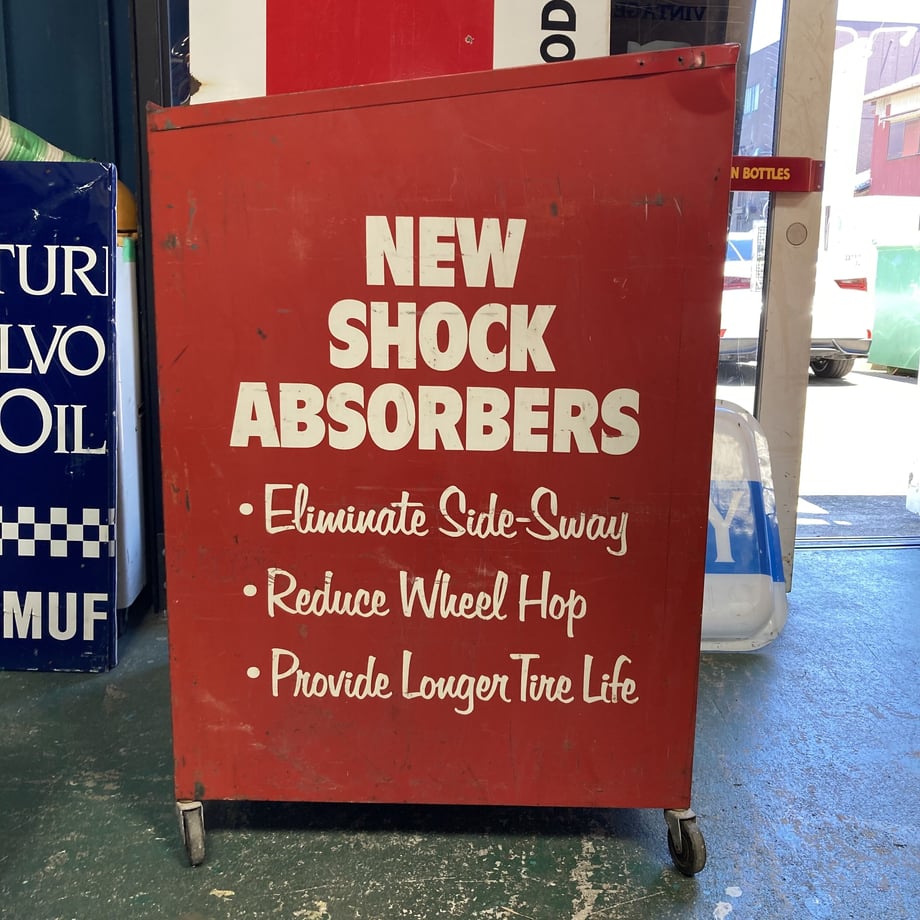 OD
VINTAGE
N BOTTLES
NEW
SHOCK
ABSORBERS
• Eliminate Side-Sway
• Reduce Wheel Hop
• Provide Longer Tire Life
TUR
LVO
OIL
MUF
Y